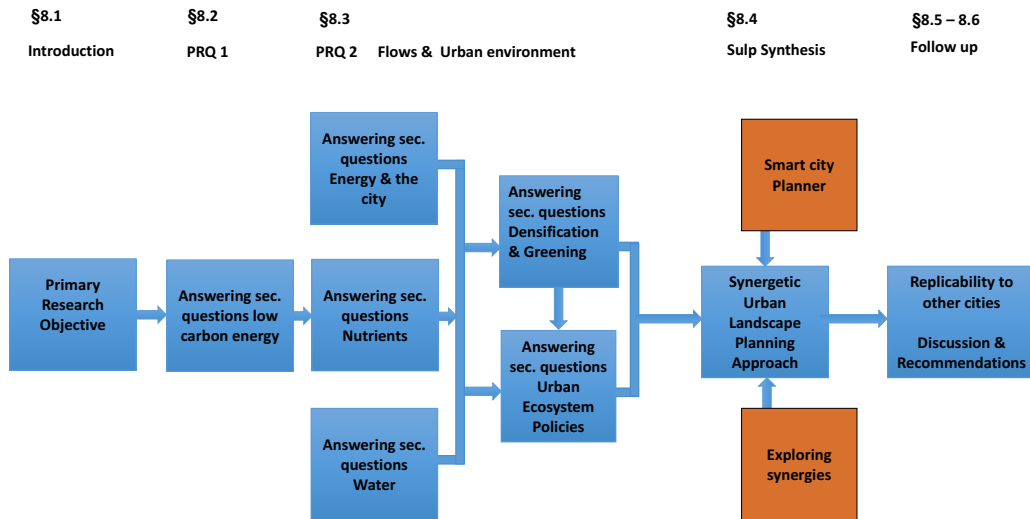 §8.1
Introduction
§8.2
PRQ 1
§8.3
PRQ 2 Flows & Urban environment
§8.4
Sulp Synthesis
§8.5 – 8.6
Follow up
Primary
Research
Objective
Answering sec.
questions low
carbon energy
Answering sec.
questions
Energy & the
city
Answering sec.
questions
Nutrients
Answering sec.
questions
Water
Answering
sec. questions
Densification
& Greening
Answering
sec. questions
Urban
Ecosystem
Policies
Smart city
Planner
Synergetic
Urban
Landscape
Planning
Approach
Exploring
synergies
Replicability to
other cities
Discussion &
Recommendations